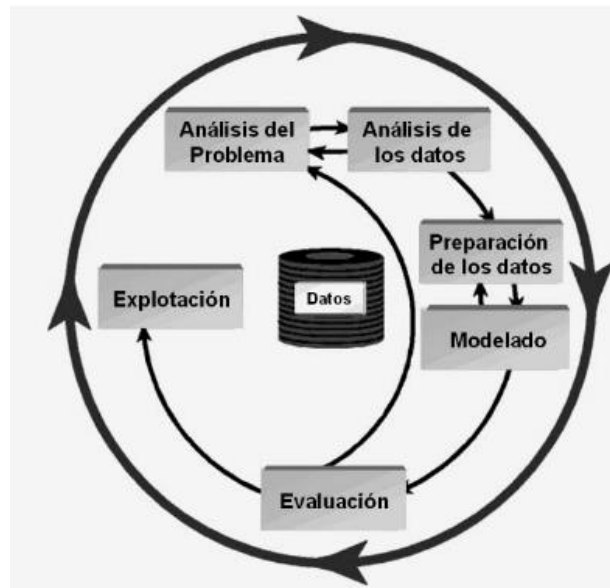 Análisis del
Problema
Análisis de
los datos
Preparación
de los datos
Explotación
Datos
Modelado
Evaluación